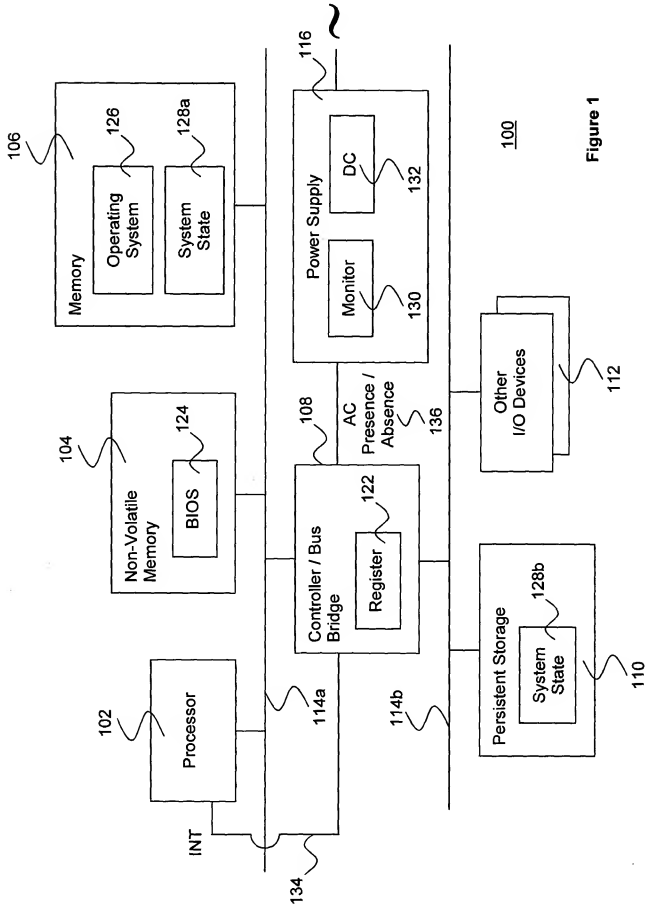 102
Processor
INT
134
104
Non-Volatile
Memory
BIOS
124
106
Memory
Operating
System
126
System
State
128a
114a
108
Controller / Bus
Bridge
Register
122
AC
Presence /
Absence
136
116
Power Supply
Monitor
130
DC
132
~
114b
Persistent Storage
System
State
128b
110
Other
I/O Devices
112
100
Figure 1